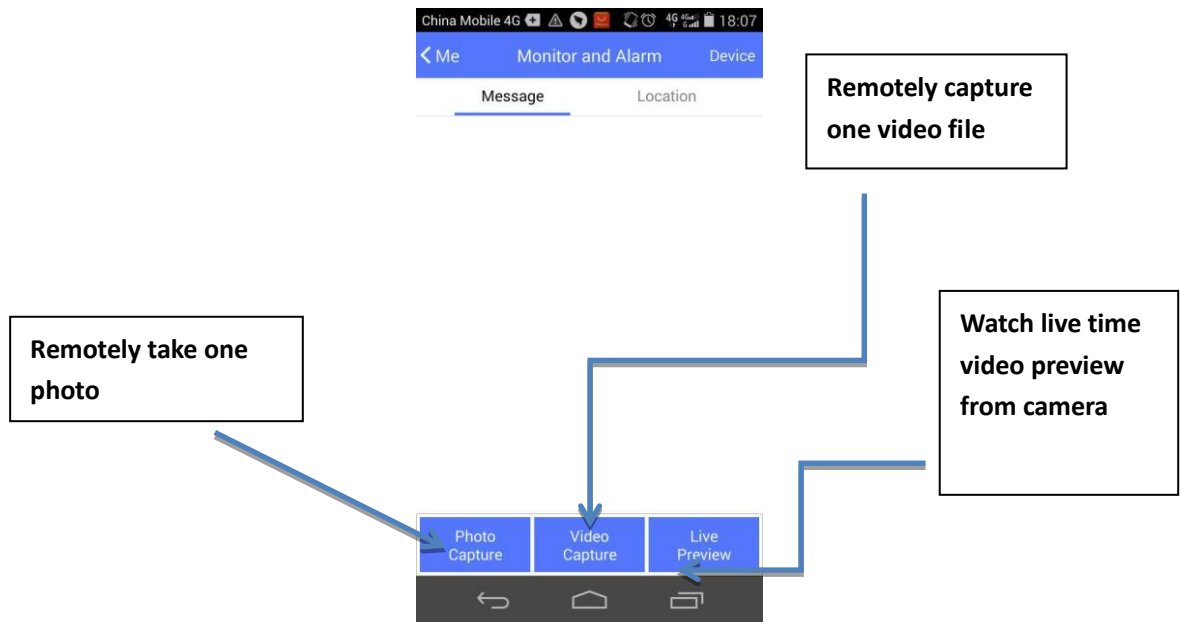 China Mobile 4G 18:07
Me Monitor and Alarm Device
Message Location
Remotely capture
one video file
Watch live time
video preview
from camera
Remotely take one
photo
Photo
Capture
Video
Capture
Live
Preview